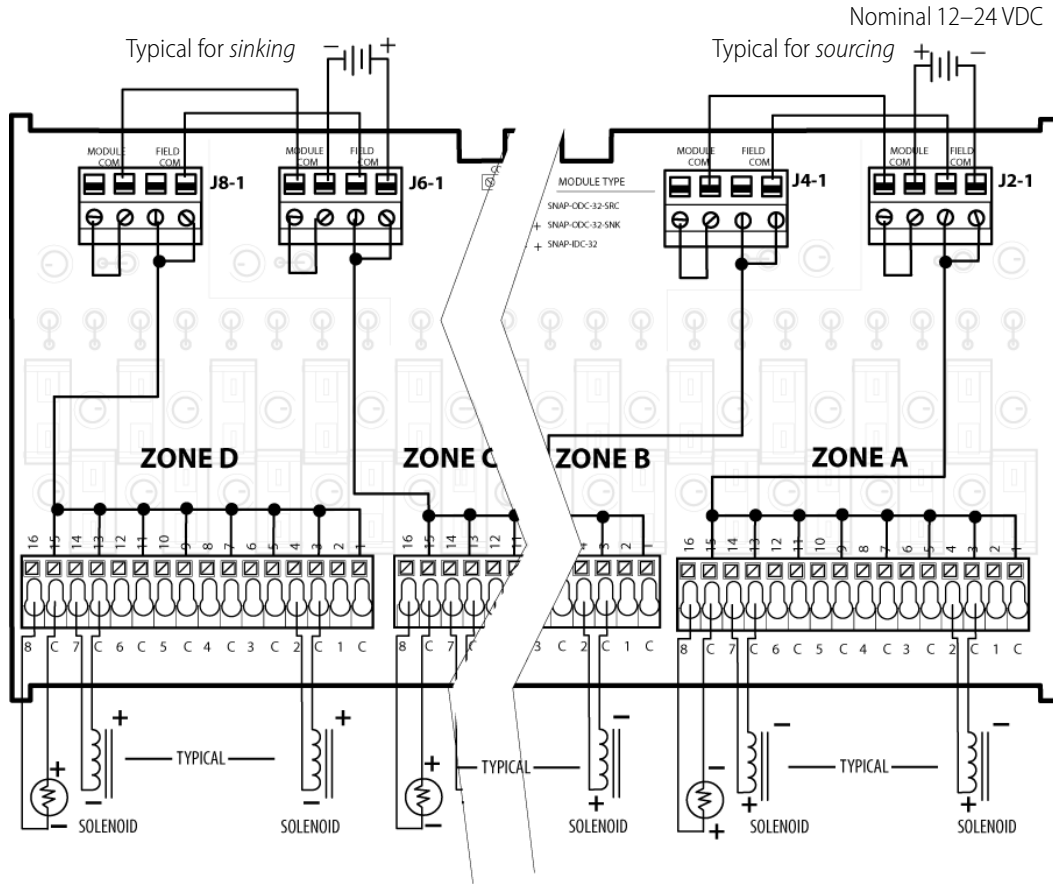 Nominal 12–24 VDC
Typical for sinking
− +
Typical for sourcing
+ −
MODULE COM
FIELD COM
J8-1
MODULE COM
FIELD COM
J6-1
MODULE TYPE
SNAP-ODC-32-SRC
+ SNAP-ODC-32-SNK
+ SNAP-IDC-32
MODULE COM
FIELD COM
J4-1
MODULE COM
FIELD COM
J2-1
ZONE D
ZONE C
ZONE B
ZONE A
16 15 14 13 12 11 10 9 8 7 6 5 4 3 2 1
16 15 14 13 12 11
4 3 2 1
16 15 14 13 12 11 10 9 8 7 6 5 4 3 2 1
8 C 7 C 6 C 5 C 4 C 3 C 2 C 1 C
8 C 7 C
3 C 2 C 1 C
8 C 7 C 6 C 5 C 4 C 3 C 2 C 1 C
+ − + −
SOLENOID
TYPICAL
+
SOLENOID
+ −
TYPICAL
− +
SOLENOID
− + − +
SOLENOID
TYPICAL
− +
SOLENOID